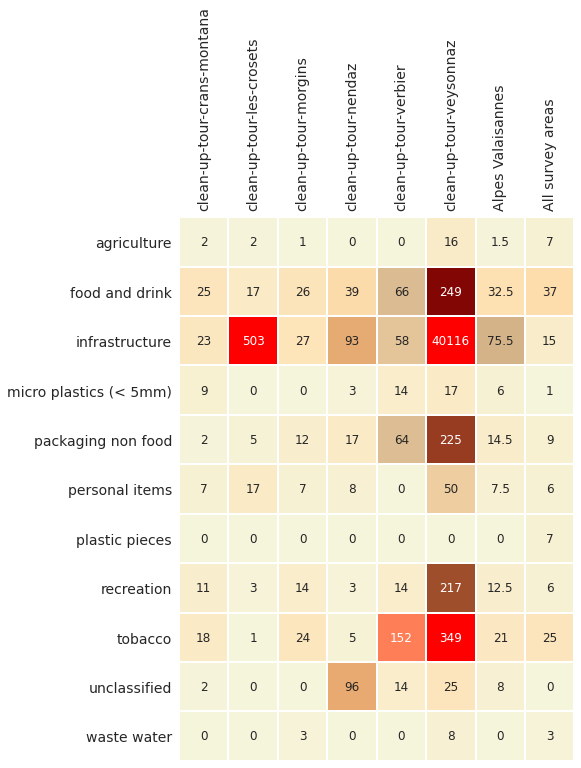 clean-up-tour-crans-montana
clean-up-tour-les-crosets
clean-up-tour-morgins
clean-up-tour-nendaz
clean-up-tour-verbier
clean-up-tour-veysonnaz
Alpes Valaisannes
All survey areas
agriculture 2 2 1 0 0 16 1.5 7
food and drink 25 17 26 39 66 249 32.5 37
infrastructure 23 503 27 93 58 40116 75.5 15
micro plastics (< 5mm) 9 0 0 3 14 17 6 1
packaging non food 2 5 12 17 64 225 14.5 9
personal items 7 17 7 8 0 50 7.5 6
plastic pieces 0 0 0 0 0 0 0 7
recreation 11 3 14 3 14 217 12.5 6
tobacco 18 1 24 5 152 349 21 25
unclassified 2 0 0 96 14 25 8 0
waste water 0 0 3 0 0 8 0 3